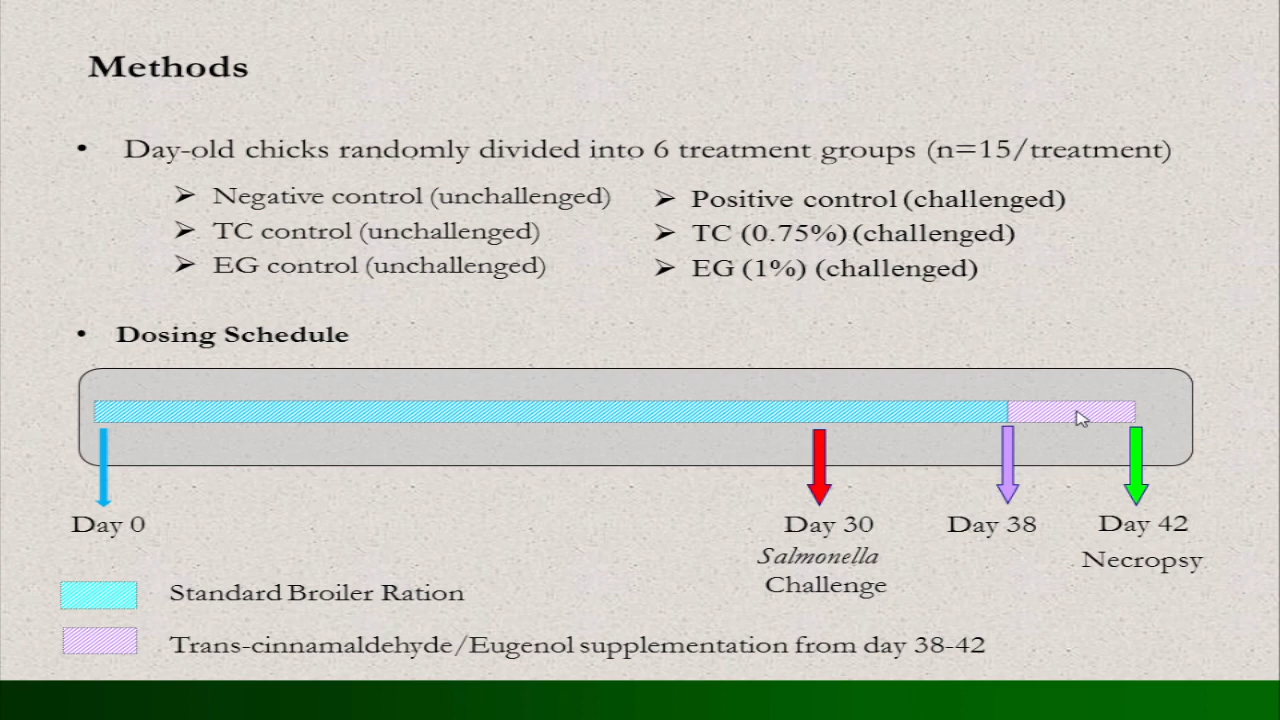 Methods
• Day-old chicks randomly divided into 6 treatment groups (n=15/treatment)
➢ Negative control (unchallenged)
➢ TC control (unchallenged)
➢ EG control (unchallenged)
➢ Positive control (challenged)
➢ TC (0.75%) (challenged)
➢ EG (1%) (challenged)
• Dosing Schedule
Day 0
Day 30
Salmonella
Challenge
Day 38
Day 42
Necropsy
Standard Broiler Ration
Trans-cinnamaldehyde/Eugenol supplementation from day 38-42